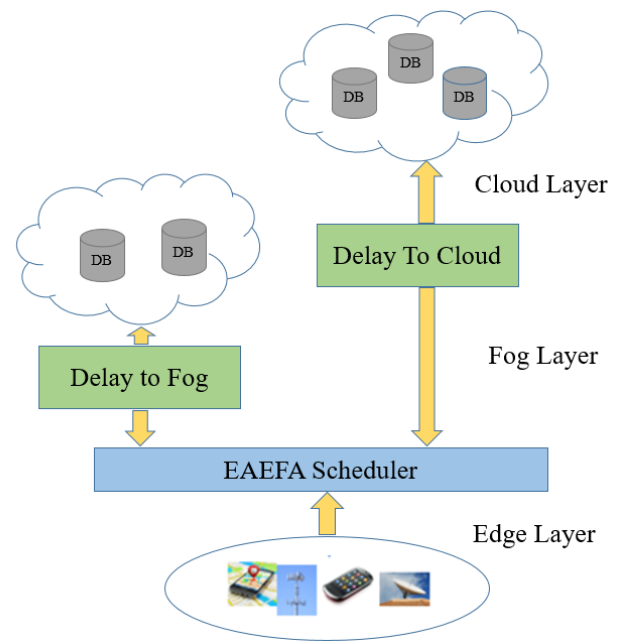 DB
DB
DB
Cloud Layer
DB
DB
Delay To Cloud
Fog Layer
Delay to Fog
EAEFA Scheduler
Edge Layer